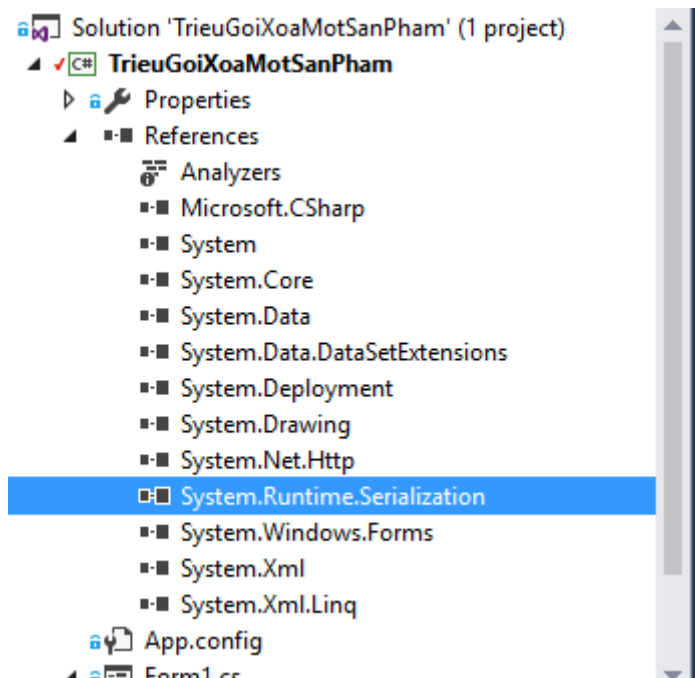 Solution 'TrieuGoiXoaMotSanPham' (1 project)
C# TrieuGoiXoaMotSanPham
Properties
References
Analyzers
Microsoft.CSharp
System
System.Core
System.Data
System.Data.DataSetExtensions
System.Deployment
System.Drawing
System.Net.Http
System.Runtime.Serialization
System.Windows.Forms
System.Xml
System.Xml.Linq
App.config
Form1.cs